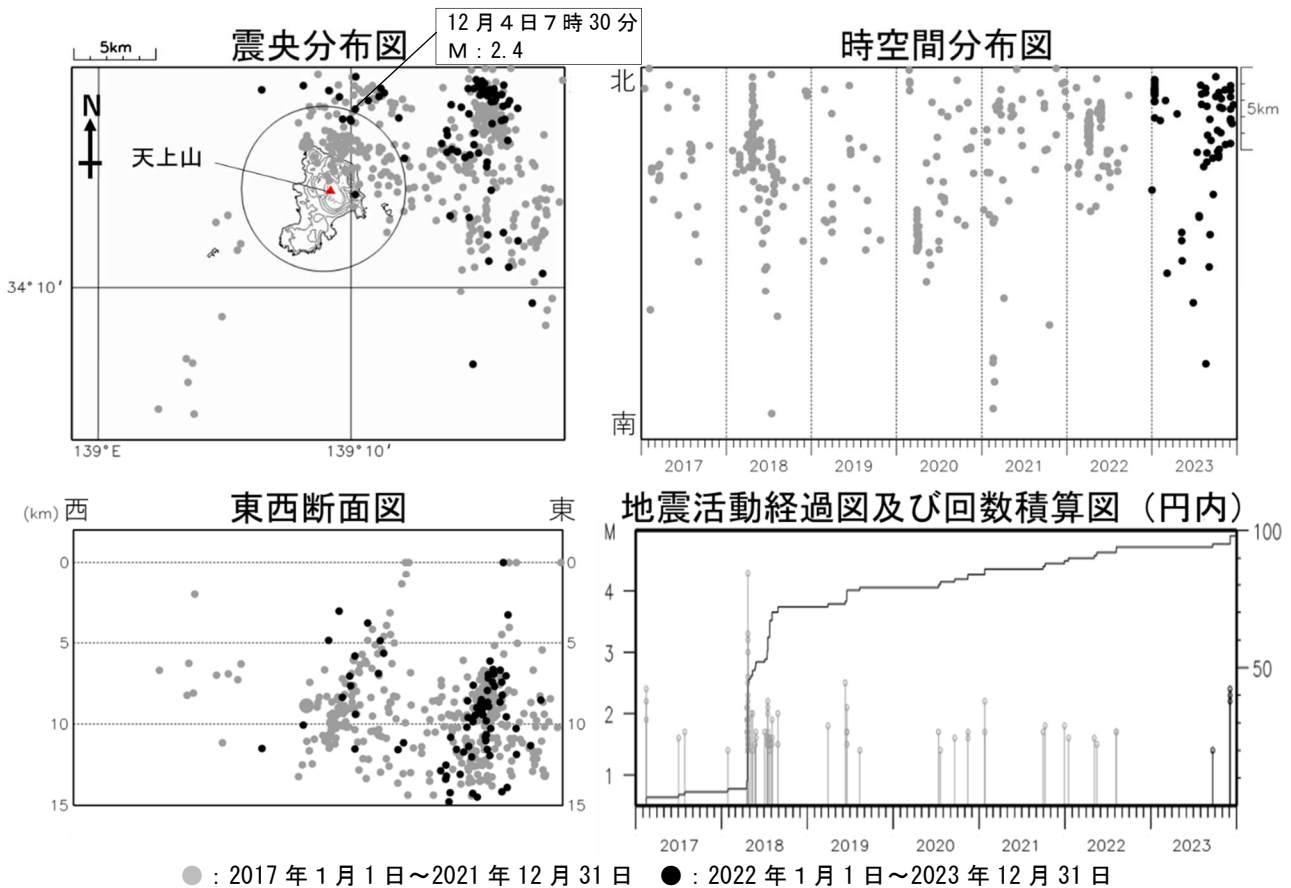 12月4日7時30分
M：2.4
5km
震央分布図
時空間分布図
N
天上山
34°10'
139°E
139°10'
北
南
5km
2017 2018 2019 2020 2021 2022 2023
(km) 西
東西断面図
東
0
5
10
15
0
5
10
15
地震活動経過図及び回数積算図（円内）
M
4
3
2
1
100
50
2017 2018 2019 2020 2021 2022 2023
●：2017年1月1日～2021年12月31日 ●：2022年1月1日～2023年12月31日